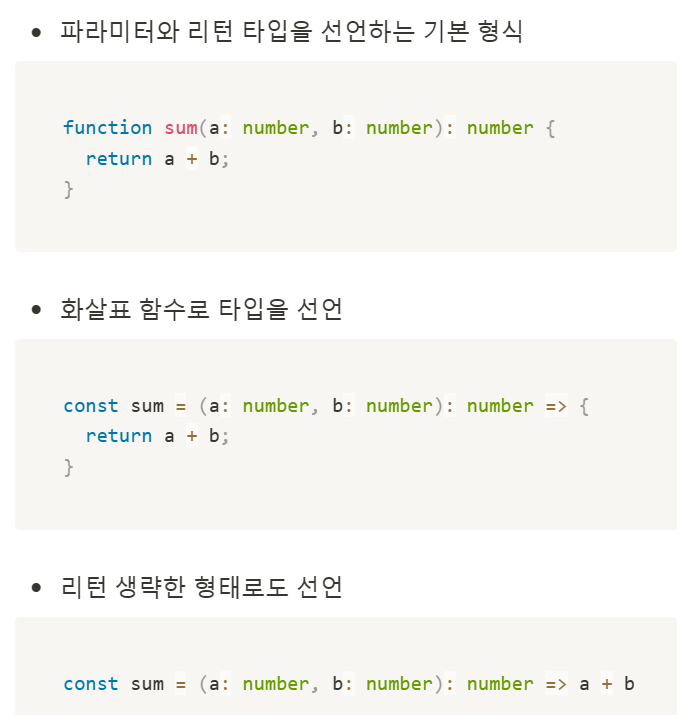 • 파라미터와 리턴 타입을 선언하는 기본 형식
function sum(a: number, b: number): number {
  return a + b;
}
• 화살표 함수로 타입을 선언
const sum = (a: number, b: number): number => {
  return a + b;
}
• 리턴 생략한 형태로도 선언
const sum = (a: number, b: number): number => a + b